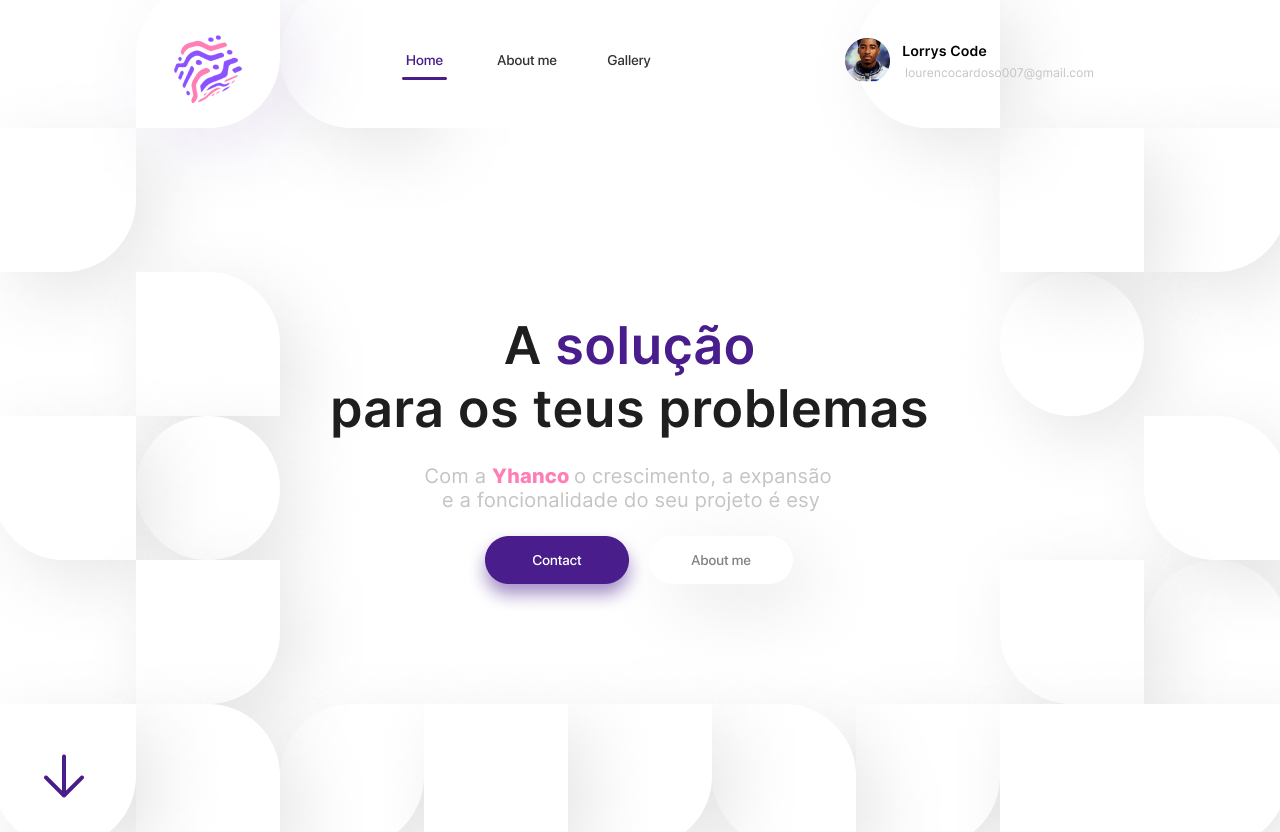 Home
About me
Gallery
Lorrys Code
lourencocardoso007@gmail.com
A solução
para os teus problemas
Com a Yhanco o crescimento, a expansão
e a foncionalidade do seu projeto é esy
Contact
About me